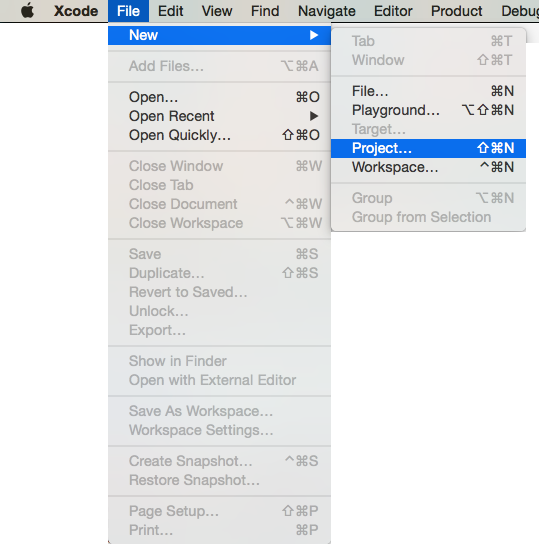 Xcode File Edit View Find Navigate Editor Product Debug
New
Add Files... ⌥⌘A
Open... ⌘O
Open Recent
Open Quickly... ⇧⌘O
Close Window ⌘W
Close Tab
Close Document ^⌘W
Close Workspace ⌥⌘W
Save ⌘S
Duplicate... ⇧⌘S
Revert to Saved...
Unlock...
Export...
Show in Finder
Open with External Editor
Save As Workspace...
Workspace Settings...
Create Snapshot... ^⌘S
Restore Snapshot...
Page Setup... ⇧⌘P
Print... ⌘P
Tab ⌘T
Window ⇧⌘T
File... ⌘N
Playground... ⌥⇧⌘N
Target...
Project... ⇧⌘N
Workspace... ^⌘N
Group ⌥⌘N
Group from Selection